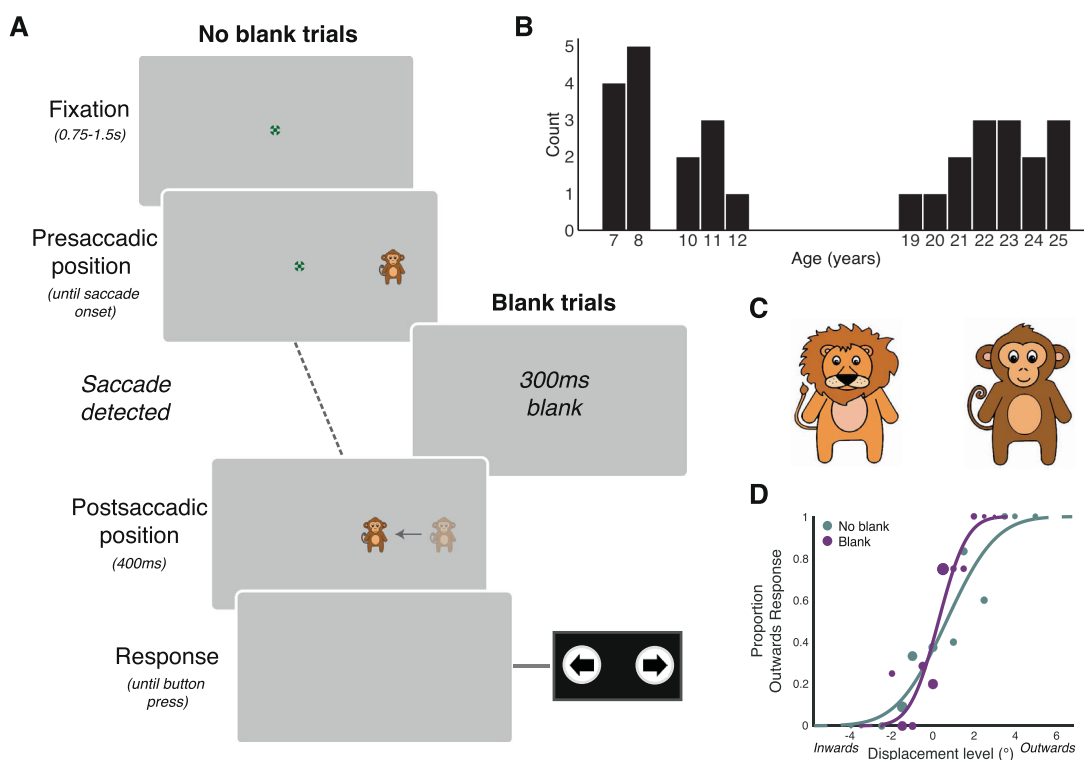 A
No blank trials
Fixation
(0.75-1.5s)
Presaccadic
position
(until saccade
onset)
Blank trials
Saccade
detected
300ms
blank
Postsaccadic
position
(400ms)
Response
(until button
press)
B
5
4
3
2
1
0
Count
7 8 10 11 12 19 20 21 22 23 24 25
Age (years)
C
D
1
0.8
0.6
0.4
0.2
0
Proportion
Outwards Response
No blank
Blank
-4 -2 0 2 4 6
Inwards Displacement level (°) Outwards